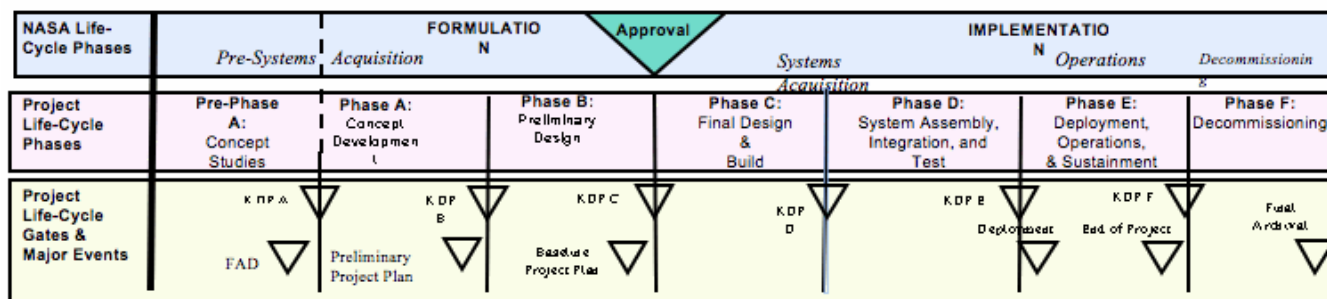 NASA Life-
Cycle Phases
Pre-Systems
Acquisition
FORMULATIO
N
Approval
Systems
Acquisition
IMPLEMENTATIO
N
Operations
Decommissionin
g
Project
Life-Cycle
Phases
Pre-Phase
A:
Concept
Studies
Phase A:
Concept
Developmen
t
Phase B:
Preliminary
Design
Phase C:
Final Design
&
Build
Phase D:
System Assembly,
Integration, and
Test
Phase E:
Deployment,
Operations,
& Sustainment
Phase F:
Decommissioning
Project
Life-Cycle
Gates &
Major Events
KDP A
FAD
KDP
B
Preliminary
Project Plan
KDP C
Baseline
Project Plan
KDP
D
KDP E
Deployment
KDP F
End of Project
Final
Archival